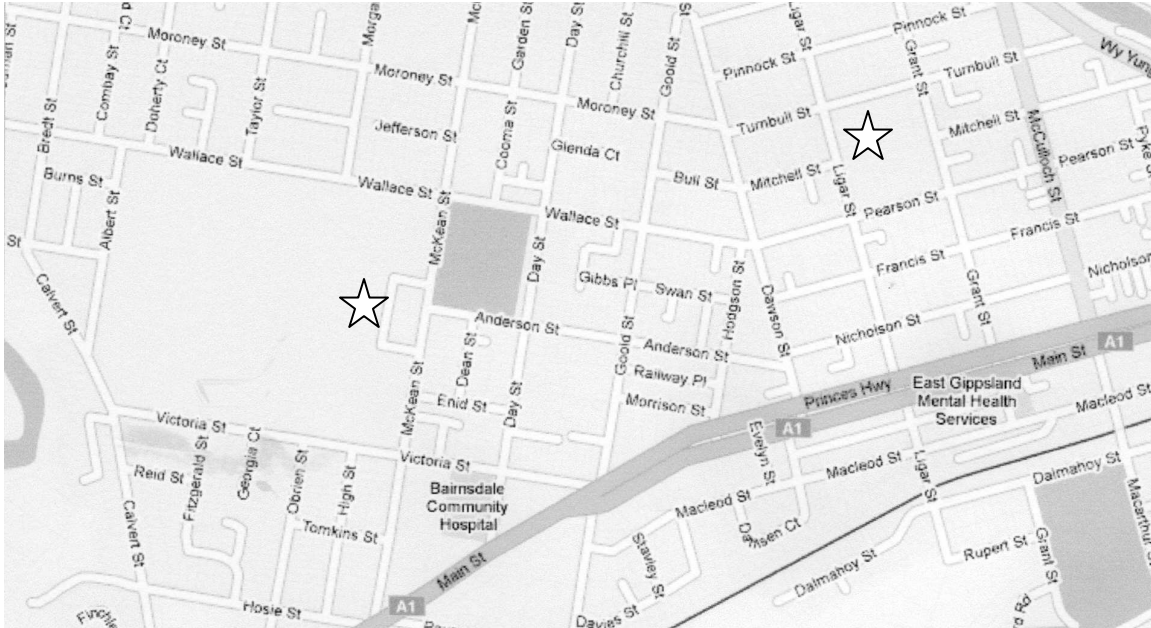 Pinnock St
Moroney St
Wy Yung
Turnbull St
Moroney St
Pinnock St
Combay St
Doherty Ct
Taylor St
Garden St
Day St
Churchill St
Goold St
Ligar St
Grant St
Bredt St
Moroney St
Turnbull St
Mitchell St
McCulloch St
Jefferson St
Cooma St
Glenda Ct
Wallace St
Pearson St
Burns St
Wallace St
Bull St
Mitchell St
Ligar St
Albert St
McKean St
Wallace St
Pearson St
Francis St
St
Day St
Francis St
Nicholson
Calvert St
Gibbs Pl
Swan St
Hodgson St
Dawson St
Grant St
Anderson St
Nicholson St
Goold St
Anderson St
A1
Main St
Dean St
Railway Pl
McKean St
Enid St
Day St
Morrison St
Princes Hwy
East Gippsland
Mental Health
Services
Macleod St
Victoria St
A1
Evelyn St
Victoria St
Reid St
Fitzgerald St
Georgia Ct
Obrien St
High St
Macleod St
Ligar St
Dalmahoy St
Bairnsdale
Community
Hospital
Macleod St
Calvert St
Tomkins St
Stavley St
Rupert St
Grant St
Main St
Dalmahoy St
Hosie St
A1
Davies St